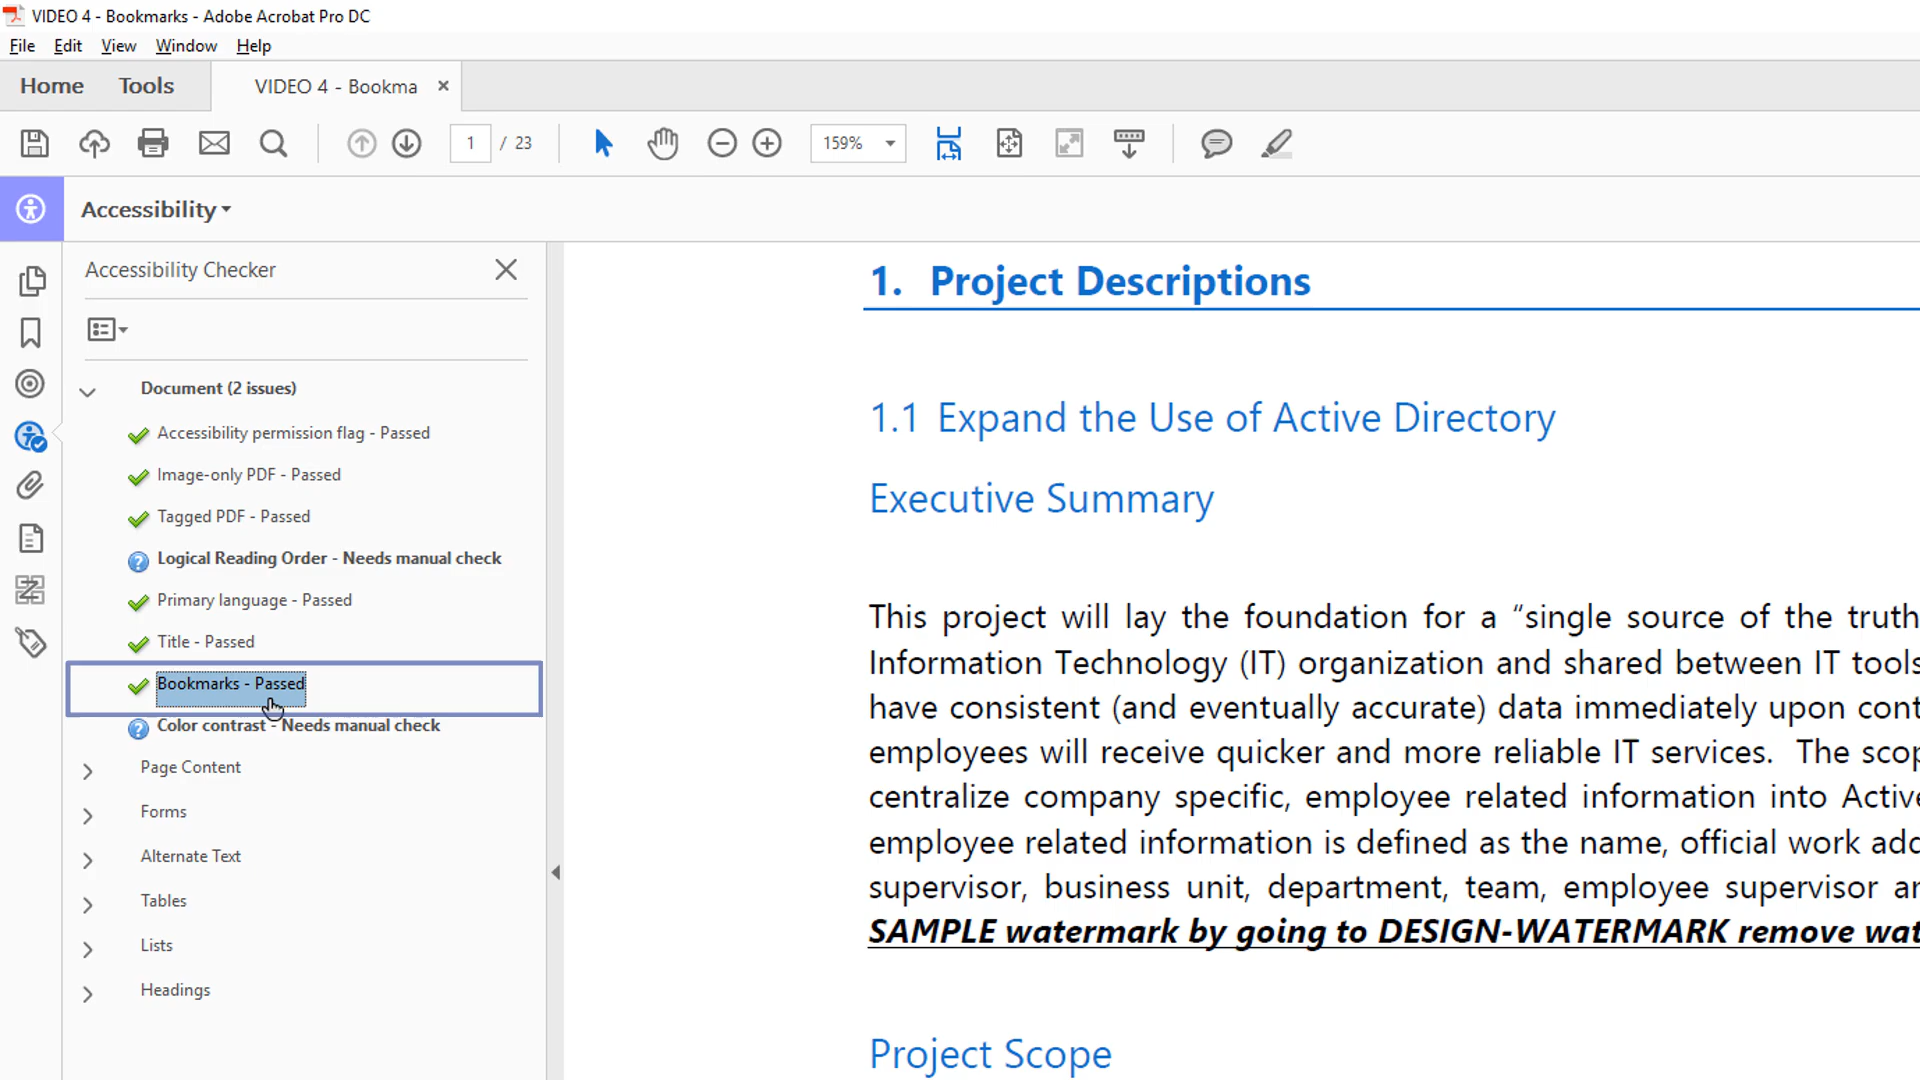 VIDEO 4 - Bookmarks - Adobe Acrobat Pro DC
File Edit View Window Help
Home Tools VIDEO 4 - Bookma ×
1 / 23 159%
Accessibility
Accessibility Checker
Document (2 issues)
Accessibility permission flag - Passed
Image-only PDF - Passed
Tagged PDF - Passed
Logical Reading Order - Needs manual check
Primary language - Passed
Title - Passed
Bookmarks - Passed
Color contrast - Needs manual check
Page Content
Forms
Alternate Text
Tables
Lists
Headings
1. Project Descriptions
1.1 Expand the Use of Active Directory
Executive Summary
This project will lay the foundation for a “single source of the truth
Information Technology (IT) organization and shared between IT tools
have consistent (and eventually accurate) data immediately upon cont
employees will receive quicker and more reliable IT services. The scop
centralize company specific, employee related information into Active
employee related information is defined as the name, official work add
supervisor, business unit, department, team, employee supervisor an
SAMPLE watermark by going to DESIGN-WATERMARK remove wat
Project Scope